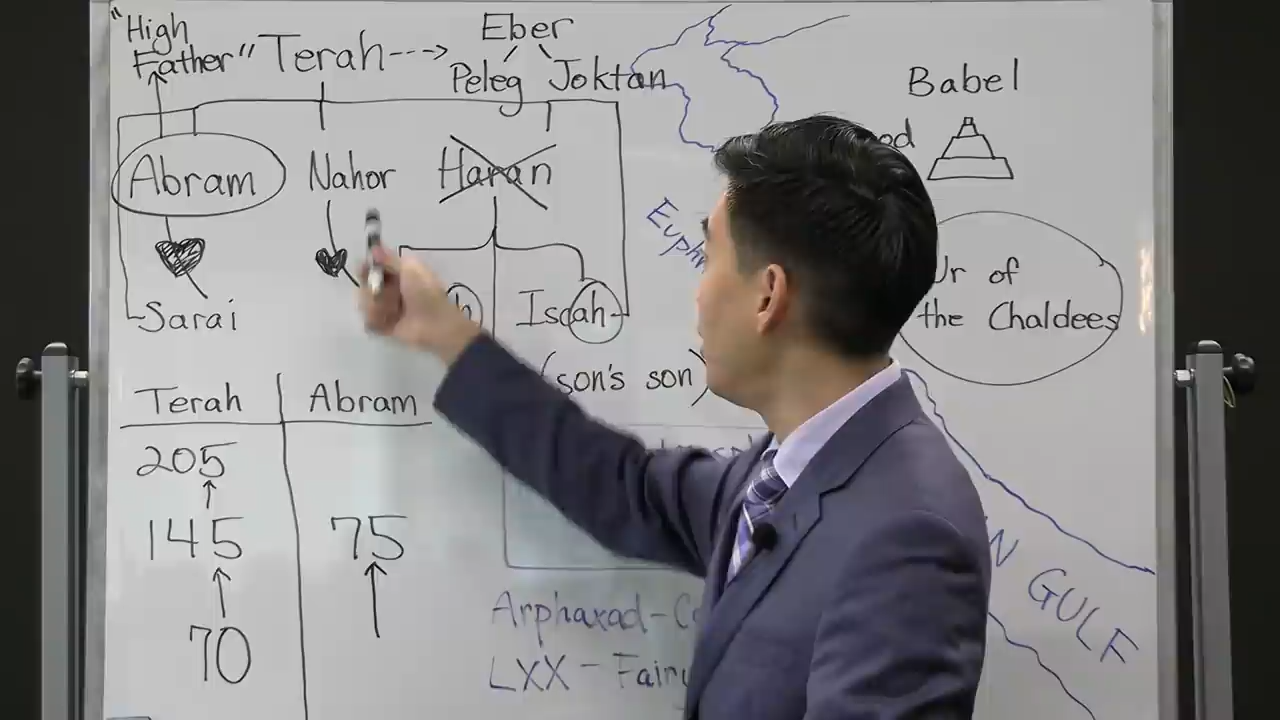 "High
Father"
Terah
Eber
Peleg Joktan
Babel
Abram Nahor Haran
Sarai
Iscah
(son's son)
Ur of
the Chaldees
Terah Abram
205
145 75
70
Arphaxad-
LXX -
N GULF